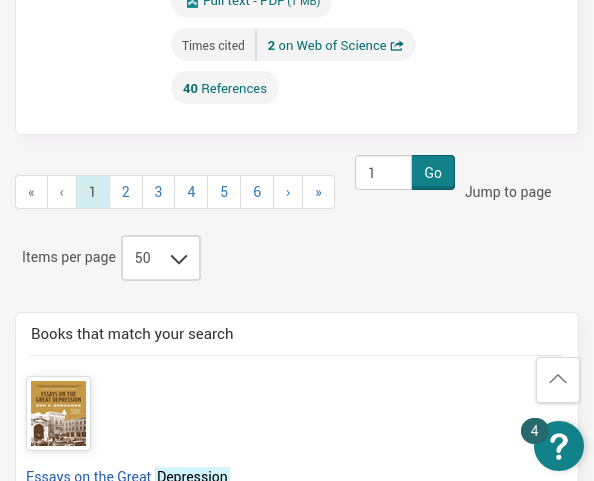 Full text - PDF (1 MB)
Times cited 2 on Web of Science
40 References
« ‹ 1 2 3 4 5 6 › »
1 Go Jump to page
Items per page 50
Books that match your search
ESSAYS ON THE
GREAT DEPRESSION
4 ?
Essays on the Great Depression